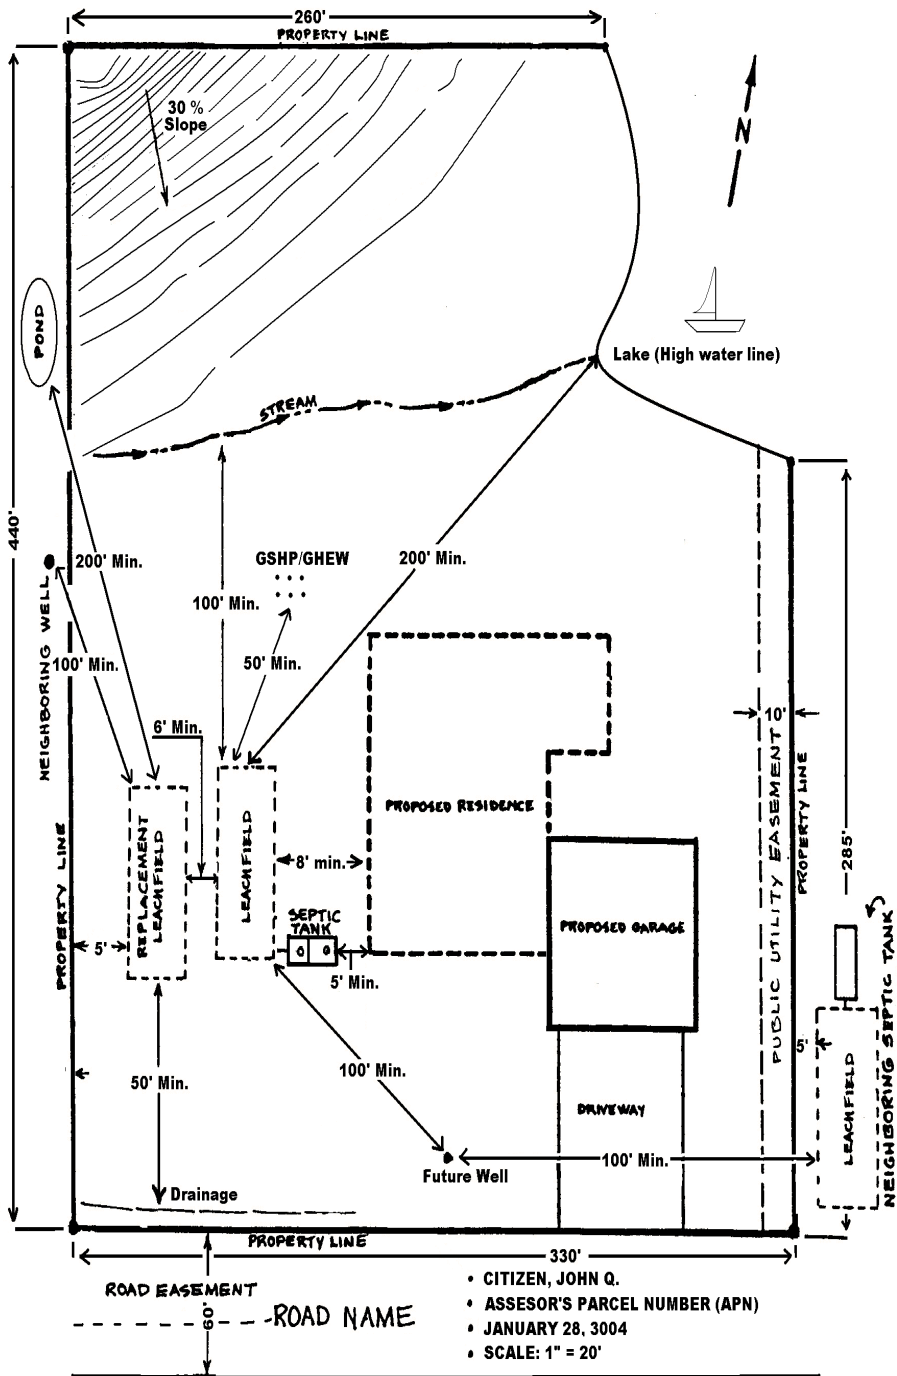 260'
PROPERTY LINE
30 %
Slope
N
POND
Lake (High water line)
STREAM
440'
200' Min.
GSHP/GHEW
200' Min.
100' Min.
NEIGHBORING WELL
100' Min.
50' Min.
6' Min.
10'
PROPOSED RESIDENCE
REPLACEMENT
LEACHFIELD
LEACHFIELD
8' min.
PUBLIC UTILITY EASEMENT
PROPERTY LINE
285'
PROPERTY LINE
SEPTIC
TANK
PROPOSED GARAGE
5'
5' Min.
NEIGHBORING SEPTIC TANK
5'
LEACHFIELD
100' Min.
50' Min.
DRIVEWAY
100' Min.
Future Well
Drainage
PROPERTY LINE
330'
ROAD EASEMENT
60'
ROAD NAME
• CITIZEN, JOHN Q.
• ASSESOR'S PARCEL NUMBER (APN)
• JANUARY 28, 3004
• SCALE: 1" = 20'